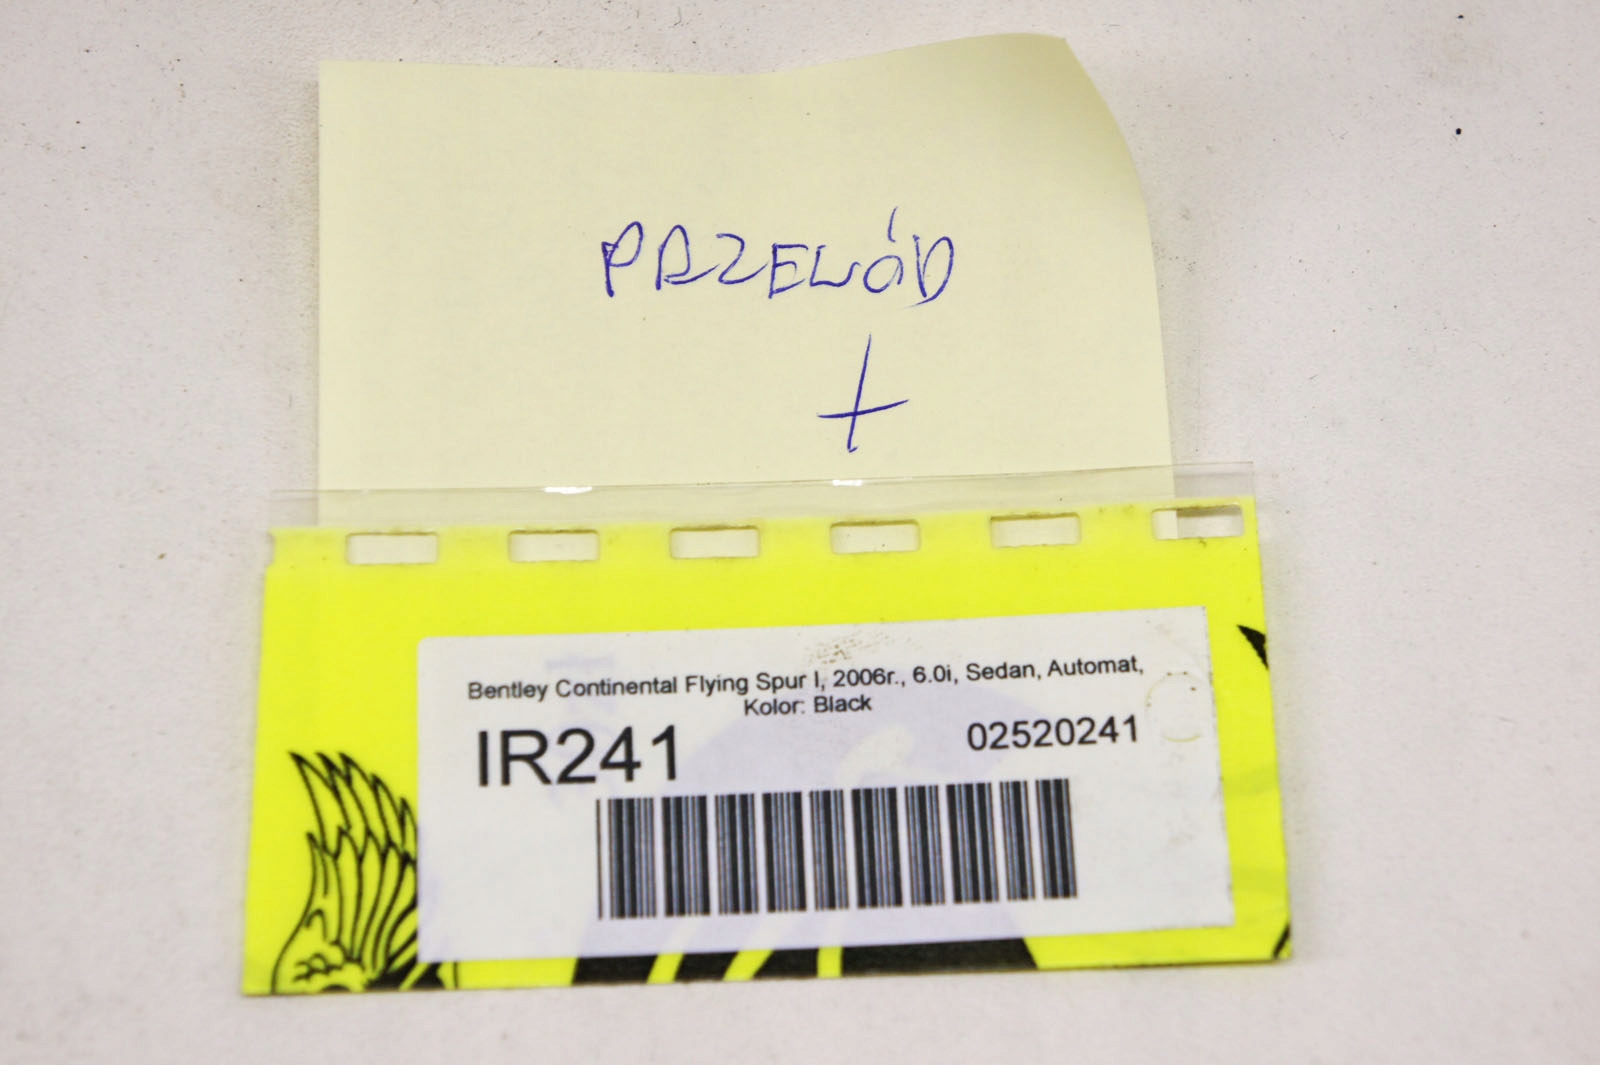 PRZEWÓD
+
Bentley Continental Flying Spur I, 2006r., 6.0i, Sedan, Automat,
Kolor: Black
IR241
02520241